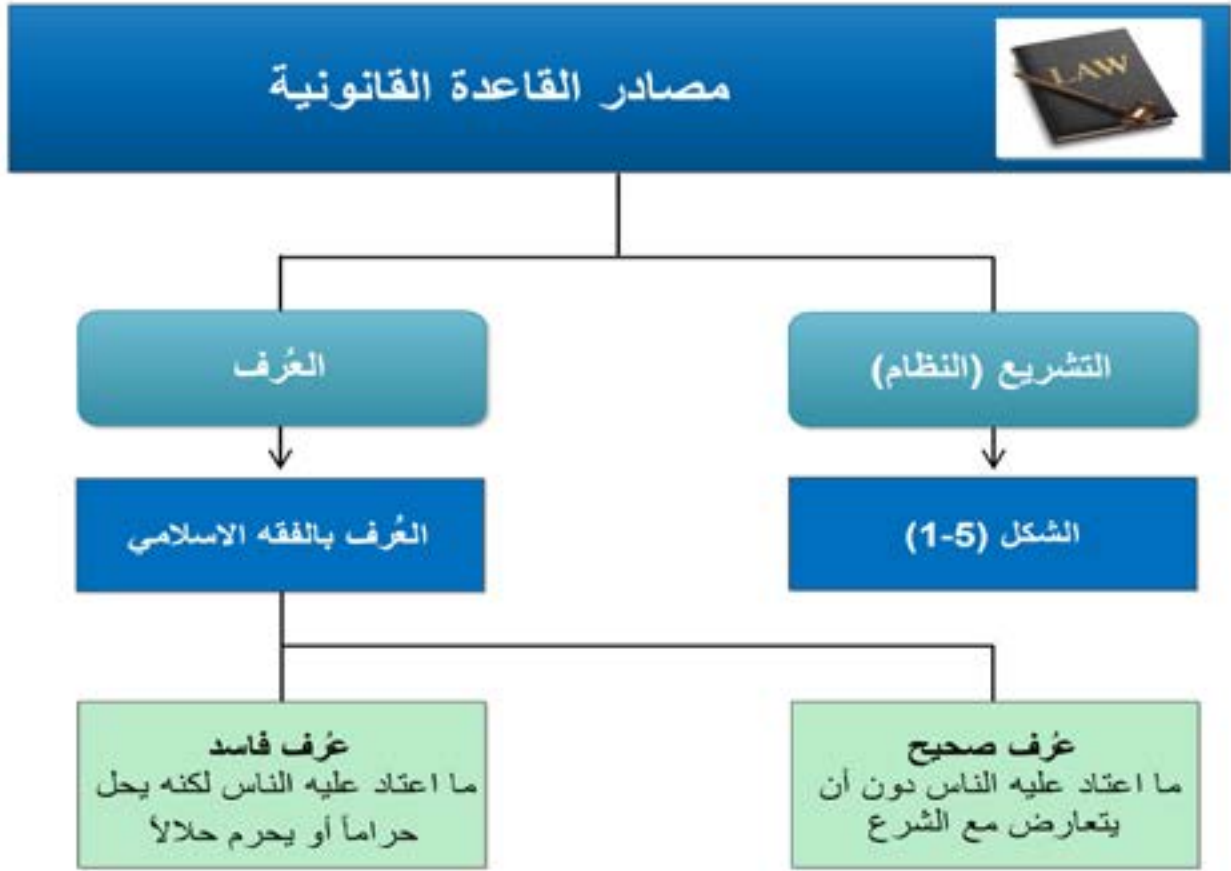 مصادر القاعدة القانونية
LAW
التشريع (النظام)
العُرف
الشكل (5-1)
العُرف بالفقه الاسلامي
عُرف صحيح
ما اعتاد عليه الناس دون أن
يتعارض مع الشرع
عُرف فاسد
ما اعتاد عليه الناس لكنه يحل
حراماً أو يحرم حلالاً